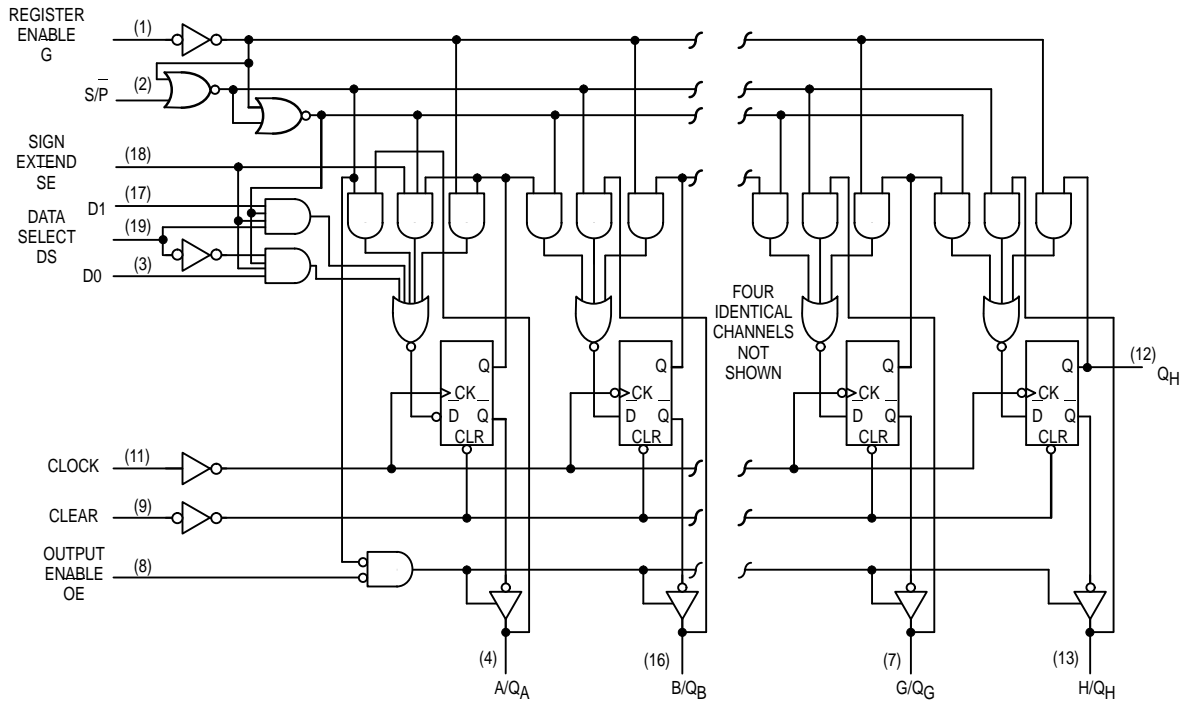 REGISTER
ENABLE
G
(1)
S/P̅
(2)
SIGN
EXTEND
SE
(18)
D1
(17)
DATA
SELECT
DS
(19)
D0
(3)
FOUR
IDENTICAL
CHANNELS
NOT
SHOWN
Q
CK
D Q̅
CLR
Q
CK
D Q̅
CLR
Q
CK
D Q̅
CLR
Q
CK
D Q̅
CLR
(12)
QH
CLOCK
(11)
CLEAR
(9)
OUTPUT
ENABLE
OE
(8)
(4)
A/QA
(16)
B/QB
(7)
G/QG
(13)
H/QH